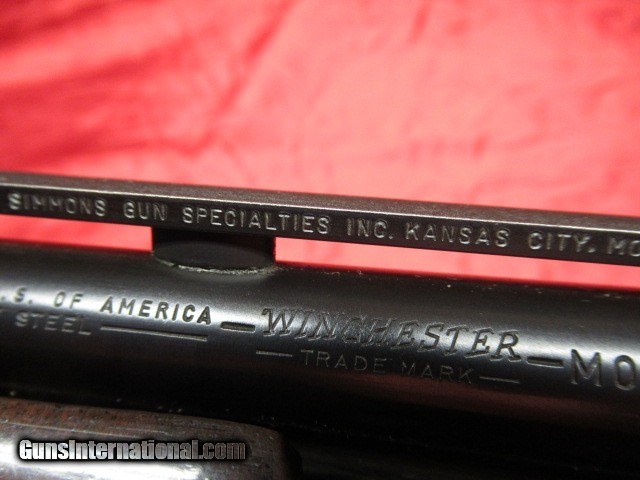 SIMMONS GUN SPECIALTIES INC. KANSAS CITY, MO
.S. OF AMERICA — WINCHESTER — MO
STEEL — TRADE MARK —
GunsInternational.com